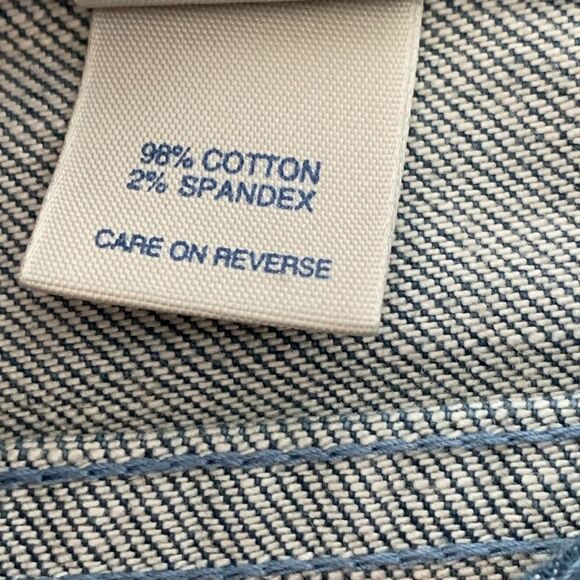 98% COTTON
2% SPANDEX
CARE ON REVERSE